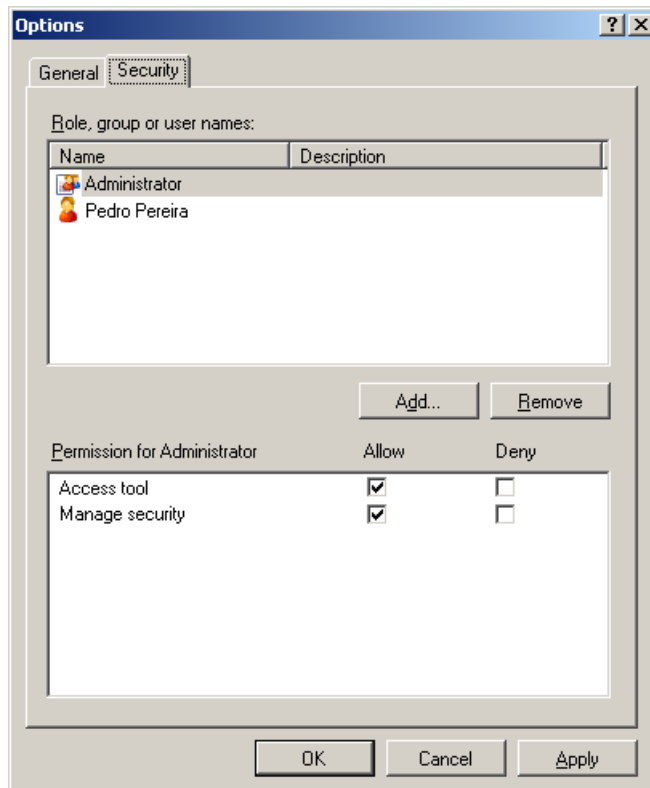 Options
General Security
Role, group or user names:
Name Description
Administrator
Pedro Pereira
Add... Remove
Permission for Administrator Allow Deny
Access tool
Manage security
OK Cancel Apply